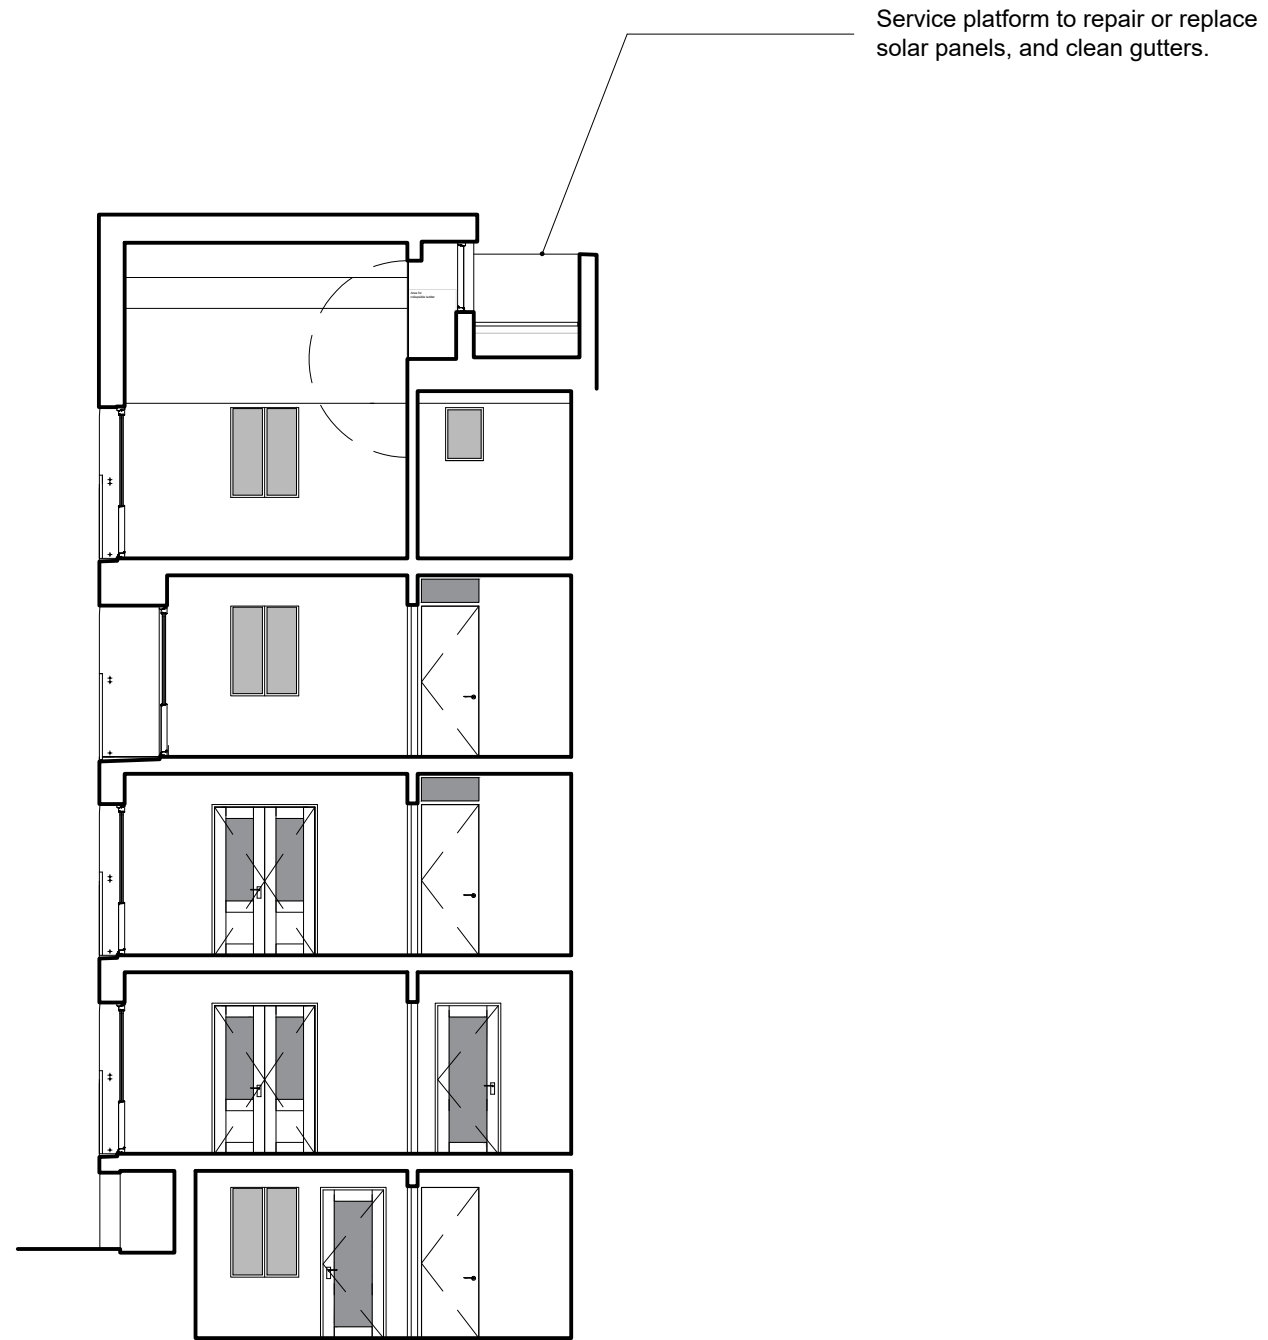 Service platform to repair or replace
solar panels, and clean gutters.